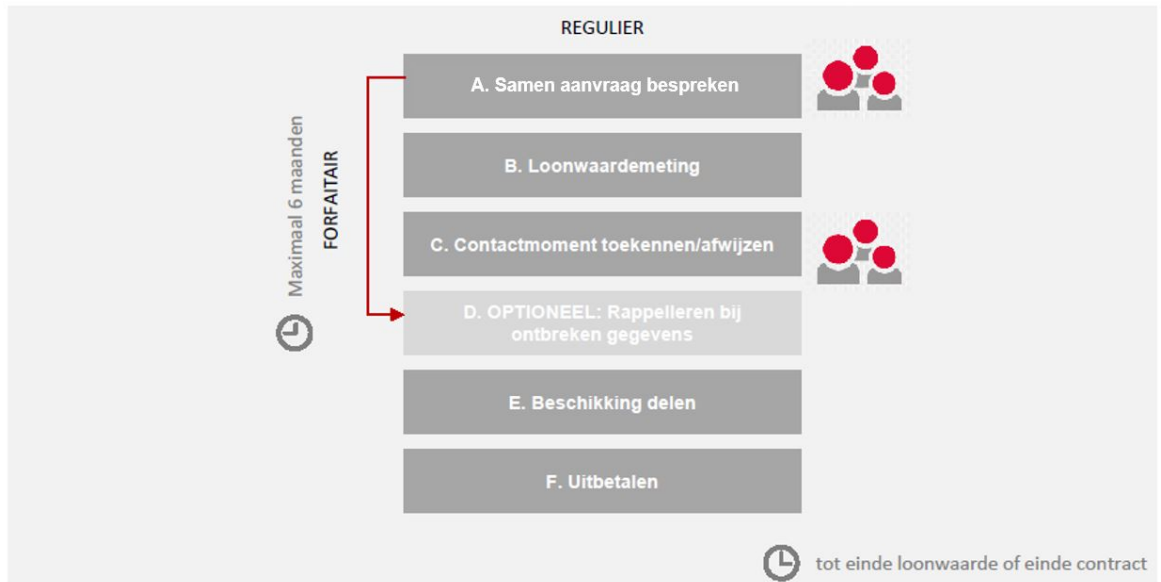 REGULIER
A. Samen aanvraag bespreken
Maximaal 6 maanden
FORFAITAIR
B. Loonwaardemeting
C. Contactmoment toekennen/afwijzen
D. OPTIONEEL: Rappelleren bij
ontbreken gegevens
E. Beschikking delen
F. Uitbetalen
tot einde loonwaarde of einde contract